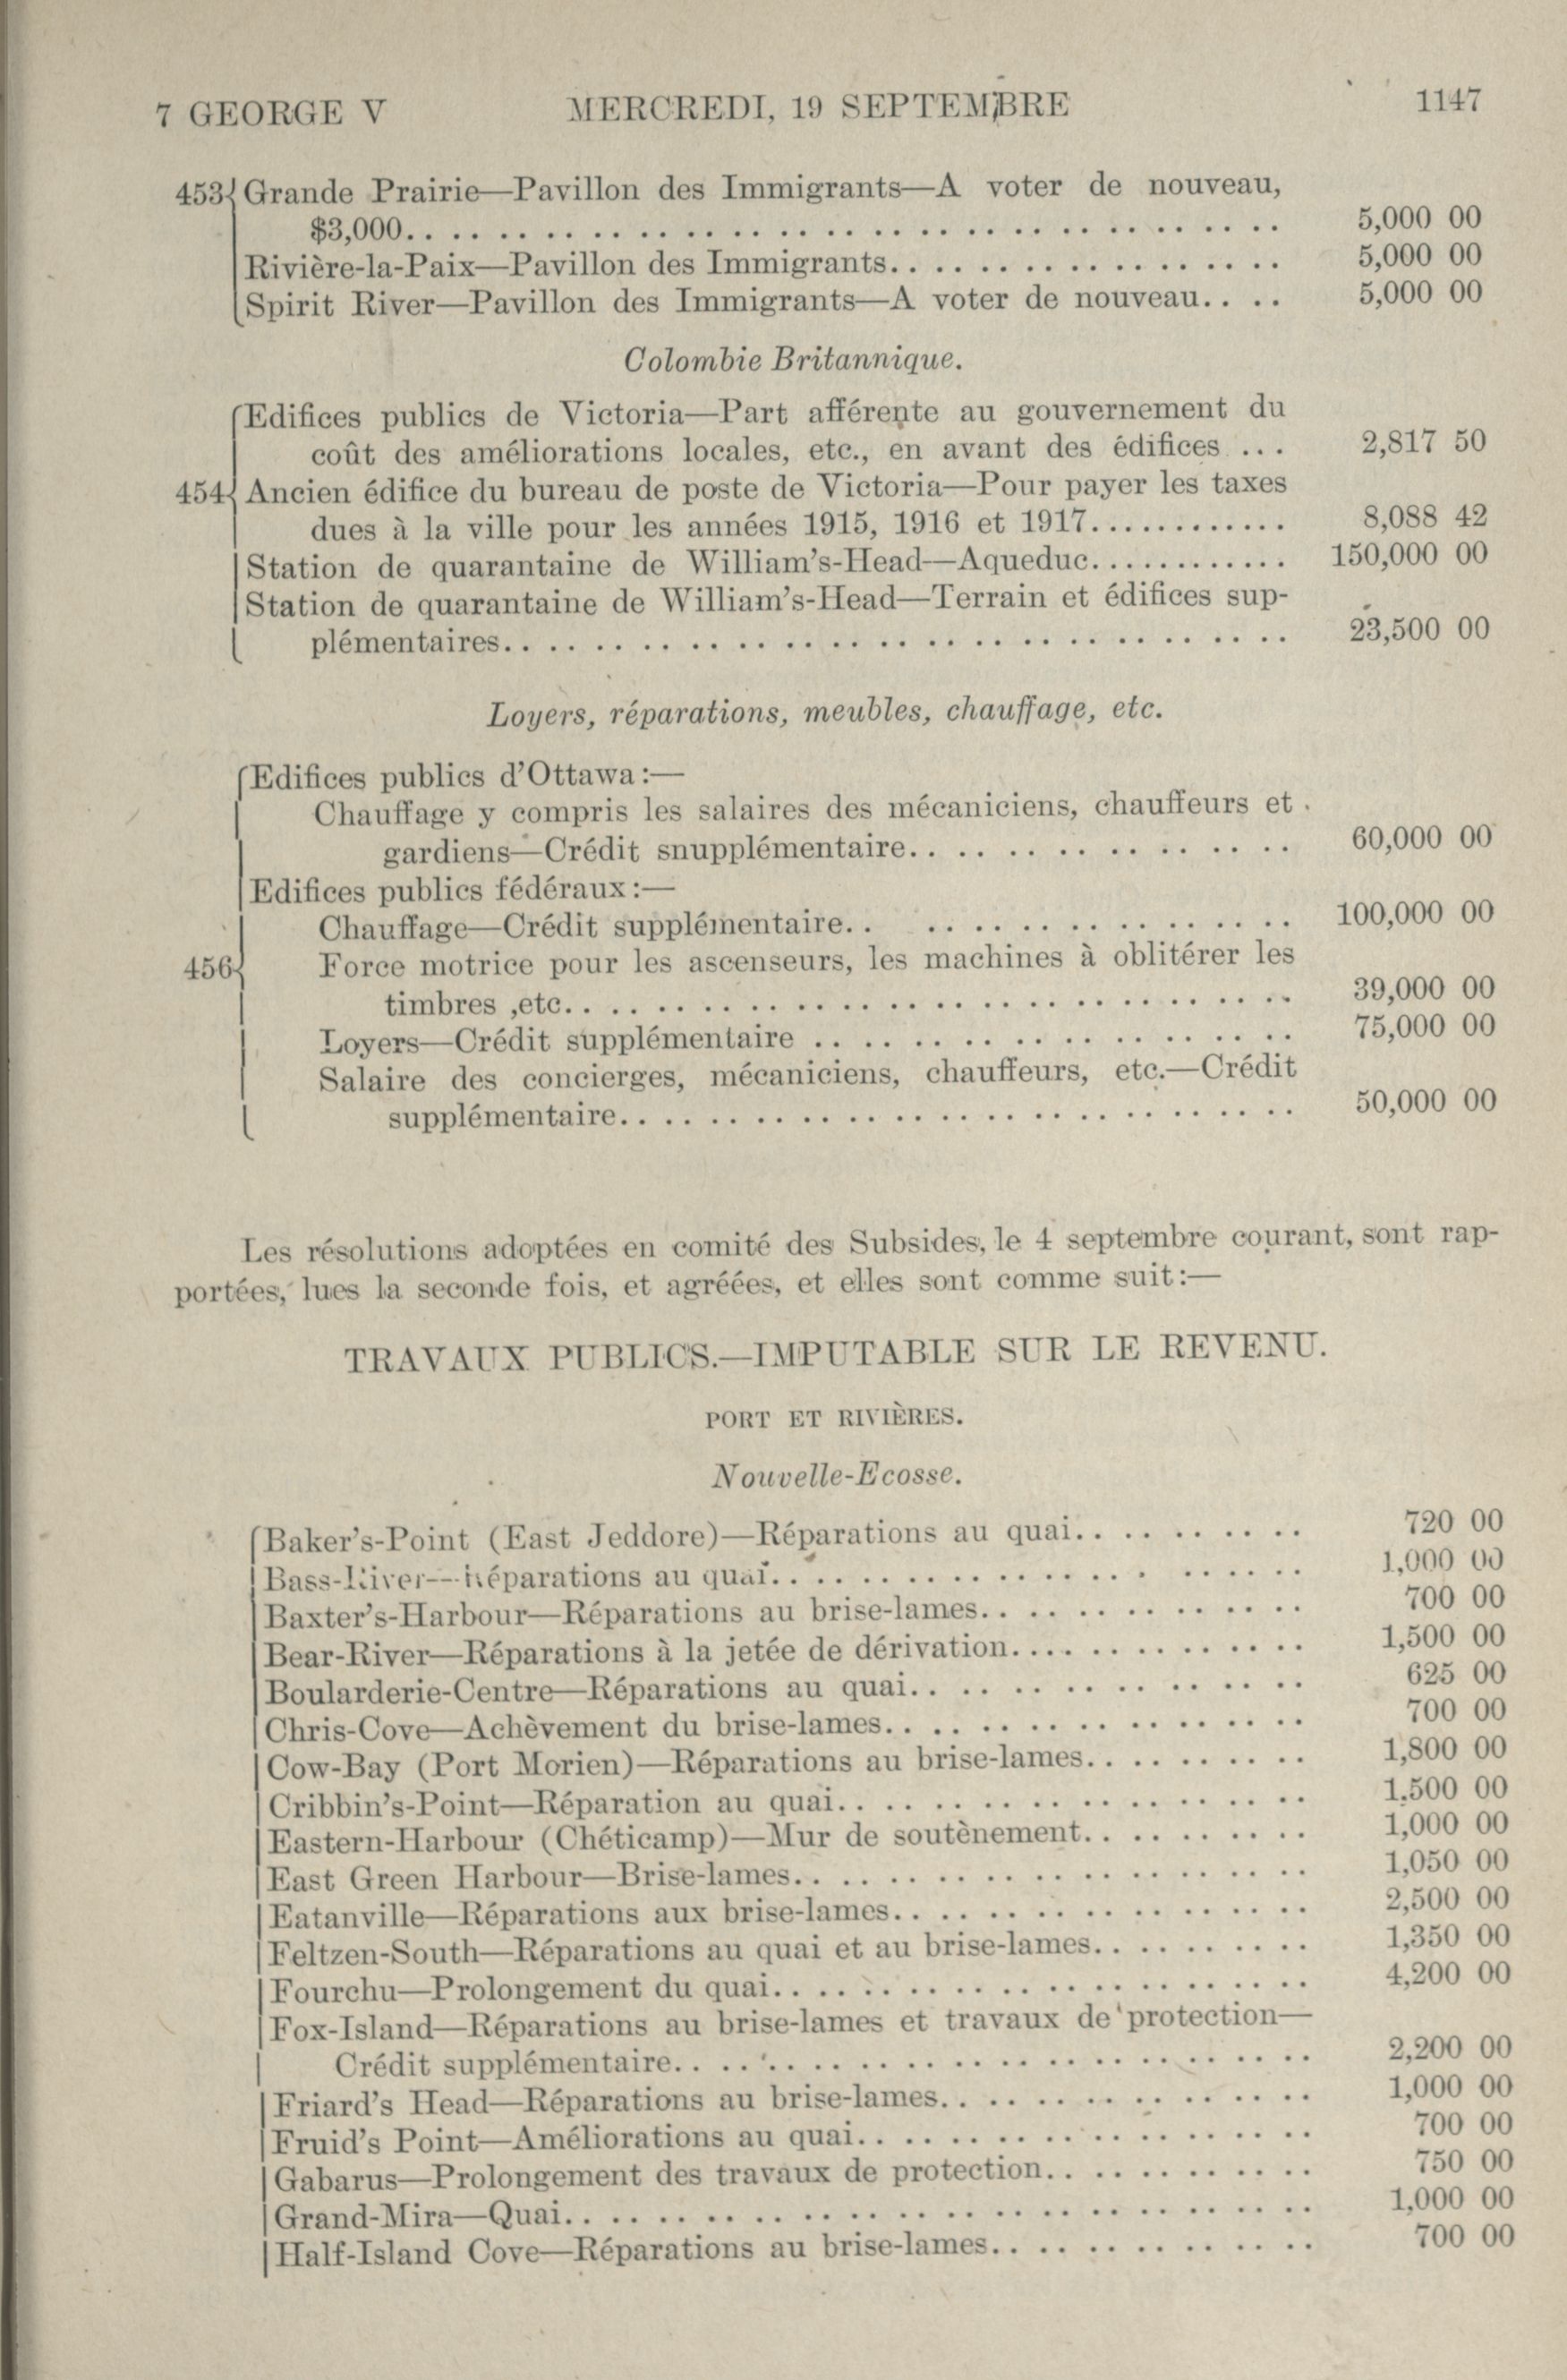 7 GEORGE V MERCREDI, 19 SEPTEMBRE 1147
453 Grande Prairie—Pavillon des Immigrants—A voter de nouveau,
$3,000.. 5,000 00
Rivière-la-Paix—Pavillon des Immigrants.. 5,000 00
Spirit River—Pavillon des Immigrants—A voter de nouveau.. 5,000 00
Colombie Britannique.
Edifices publics de Victoria—Part afférente au gouvernement du
coût des améliorations locales, etc., en avant des édifices ... 2,817 50
454 Ancien édifice du bureau de poste de Victoria—Pour payer les taxes
dues à la ville pour les années 1915, 1916 et 1917.. 8,088 42
Station de quarantaine de William's-Head—Aqueduc.. 150,000 00
Station de quarantaine de William's-Head—Terrain et édifices sup-
plémentaires.. 23,500 00
Loyers, réparations, meubles, chauffage, etc.
Edifices publics d'Ottawa:—
Chauffage y compris les salaires des mécaniciens, chauffeurs et
gardiens—Crédit snupplémentaire.. 60,000 00
Edifices publics fédéraux:—
Chauffage—Crédit supplémentaire.. 100,000 00
456 Force motrice pour les ascenseurs, les machines à oblitérer les
timbres ,etc.. 39,000 00
Loyers—Crédit supplémentaire .. 75,000 00
Salaire des concierges, mécaniciens, chauffeurs, etc.—Crédit
supplémentaire.. 50,000 00
Les résolutions adoptées en comité des Subsides, le 4 septembre courant, sont rap-
portées, lues la seconde fois, et agréées, et elles sont comme suit:—
TRAVAUX PUBLICS.—IMPUTABLE SUR LE REVENU.
PORT ET RIVIÈRES.
Nouvelle-Ecosse.
Baker's-Point (East Jeddore)—Réparations au quai.. 720 00
Bass-River—Réparations au quai.. 1,000 00
Baxter's-Harbour—Réparations au brise-lames.. 700 00
Bear-River—Réparations à la jetée de dérivation.. 1,500 00
Boularderie-Centre—Réparations au quai.. 625 00
Chris-Cove—Achèvement du brise-lames.. 700 00
Cow-Bay (Port Morien)—Réparations au brise-lames.. 1,800 00
Cribbin's-Point—Réparation au quai.. 1,500 00
Eastern-Harbour (Chéticamp)—Mur de soutènement.. 1,000 00
East Green Harbour—Brise-lames.. 1,050 00
Eatanville—Réparations aux brise-lames.. 2,500 00
Feltzen-South—Réparations au quai et au brise-lames.. 1,350 00
Fourchu—Prolongement du quai.. 4,200 00
Fox-Island—Réparations au brise-lames et travaux de protection—
Crédit supplémentaire.. 2,200 00
Friard's Head—Réparations au brise-lames.. 1,000 00
Fruid's Point—Améliorations au quai.. 700 00
Gabarus—Prolongement des travaux de protection.. 750 00
Grand-Mira—Quai.. 1,000 00
Half-Island Cove—Réparations au brise-lames.. 700 00